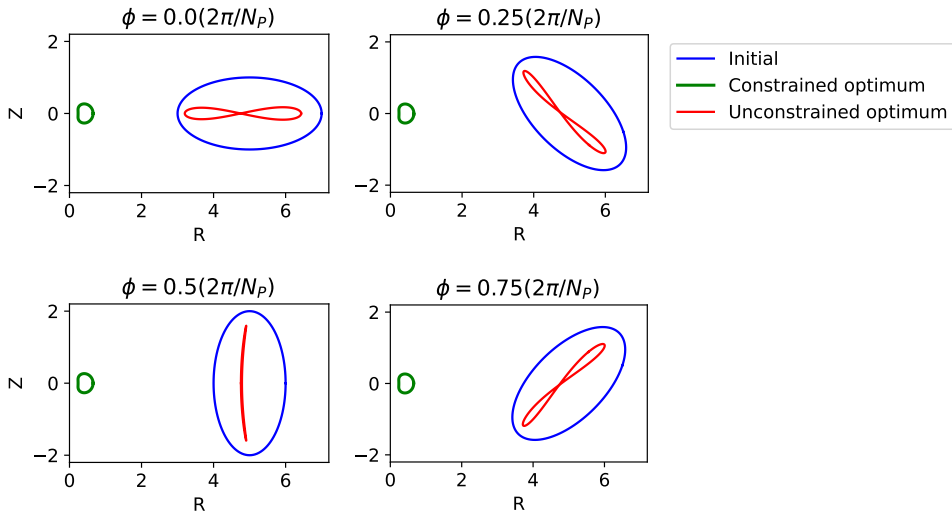 ϕ = 0.0(2π/N_P)
ϕ = 0.25(2π/N_P)
Initial
Constrained optimum
Unconstrained optimum
2
0
−2
Z
0
2
4
6
R
2
0
−2
0
2
4
6
R
ϕ = 0.5(2π/N_P)
ϕ = 0.75(2π/N_P)
2
0
−2
Z
0
2
4
6
R
2
0
−2
0
2
4
6
R